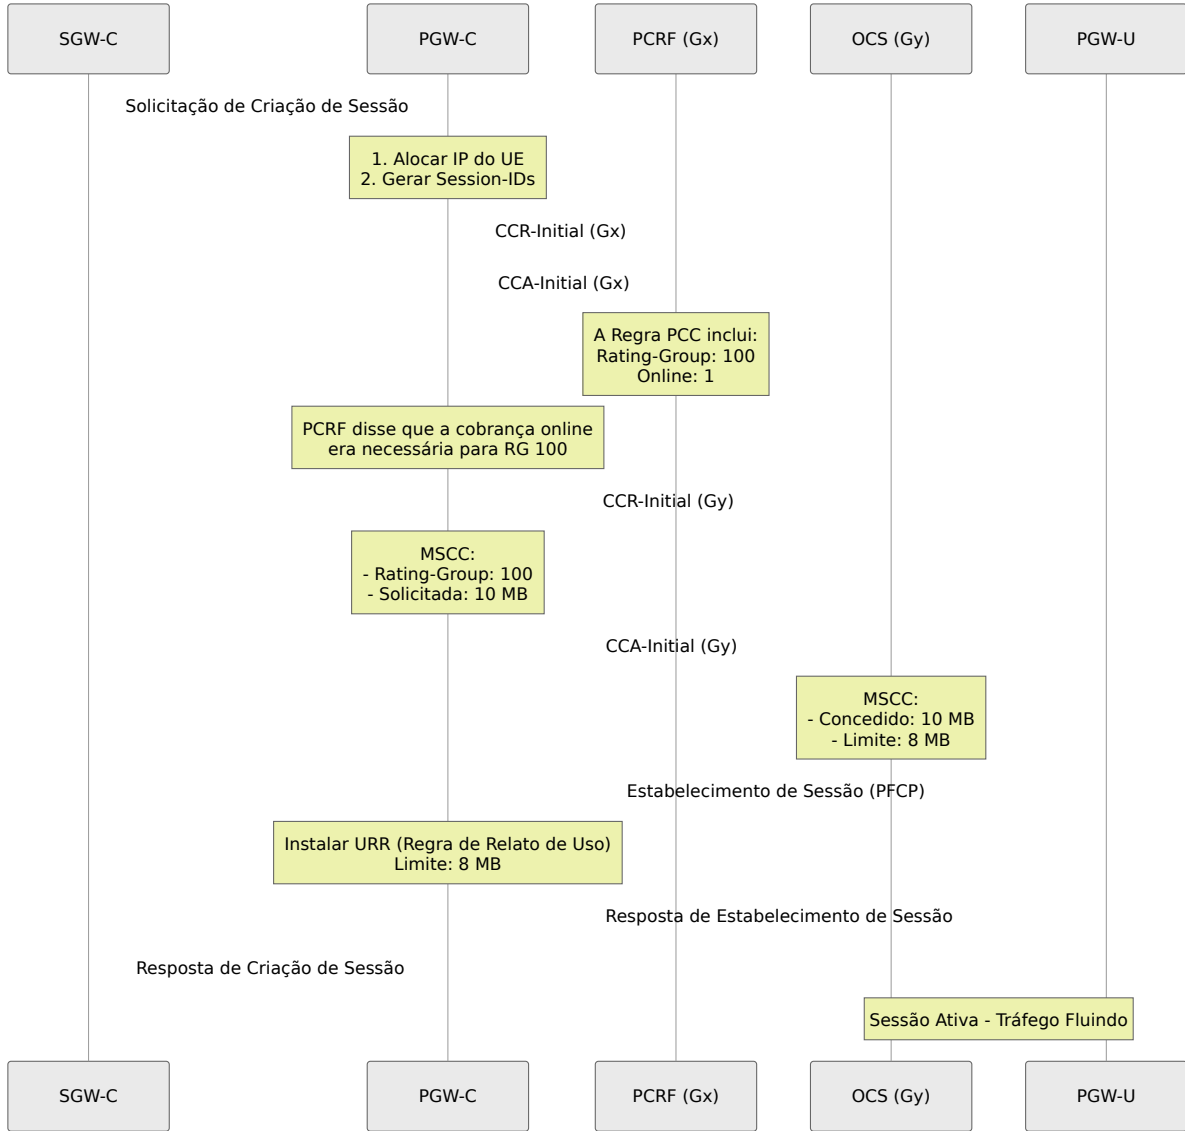 SGW-C
PGW-C
PCRF (Gx)
OCS (Gy)
PGW-U
Solicitação de Criação de Sessão
1. Alocar IP do UE
2. Gerar Session-IDs
CCR-Initial (Gx)
CCA-Initial (Gx)
A Regra PCC inclui:
Rating-Group: 100
Online: 1
PCRF disse que a cobrança online
era necessária para RG 100
CCR-Initial (Gy)
MSCC:
- Rating-Group: 100
- Solicitada: 10 MB
CCA-Initial (Gy)
MSCC:
- Concedido: 10 MB
- Limite: 8 MB
Estabelecimento de Sessão (PFCP)
Instalar URR (Regra de Relato de Uso)
Limite: 8 MB
Resposta de Estabelecimento de Sessão
Resposta de Criação de Sessão
Sessão Ativa - Tráfego Fluindo
SGW-C
PGW-C
PCRF (Gx)
OCS (Gy)
PGW-U